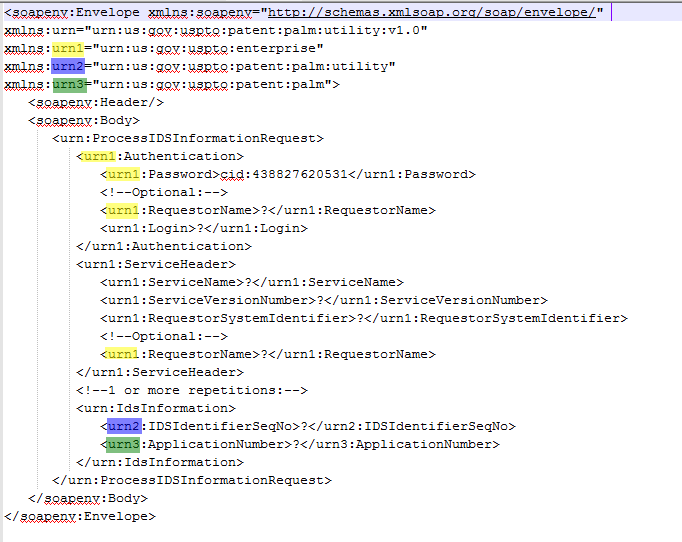 <soapenv:Envelope xmlns:soapenv="http://schemas.xmlsoap.org/soap/envelope/"
xmlns:urn="urn:us:gov:uspto:patent:palm:utility:v1.0"
xmlns:urn1="urn:us:gov:uspto:enterprise"
xmlns:urn2="urn:us:gov:uspto:patent:palm:utility"
xmlns:urn3="urn:us:gov:uspto:patent:palm">
<soapenv:Header/>
<soapenv:Body>
<urn:ProcessIDSInformationRequest>
<urn1:Authentication>
<urn1:Password>cid:438827620531</urn1:Password>
<!--Optional:-->
<urn1:RequestorName>?</urn1:RequestorName>
<urn1:Login>?</urn1:Login>
</urn1:Authentication>
<urn1:ServiceHeader>
<urn1:ServiceName>?</urn1:ServiceName>
<urn1:ServiceVersionNumber>?</urn1:ServiceVersionNumber>
<urn1:RequestorSystemIdentifier>?</urn1:RequestorSystemIdentifier>
<!--Optional:-->
<urn1:RequestorName>?</urn1:RequestorName>
</urn1:ServiceHeader>
<!--1 or more repetitions:-->
<urn:IdsInformation>
<urn2:IDSIdentifierSeqNo>?</urn2:IDSIdentifierSeqNo>
<urn3:ApplicationNumber>?</urn3:ApplicationNumber>
</urn:IdsInformation>
</urn:ProcessIDSInformationRequest>
</soapenv:Body>
</soapenv:Envelope>